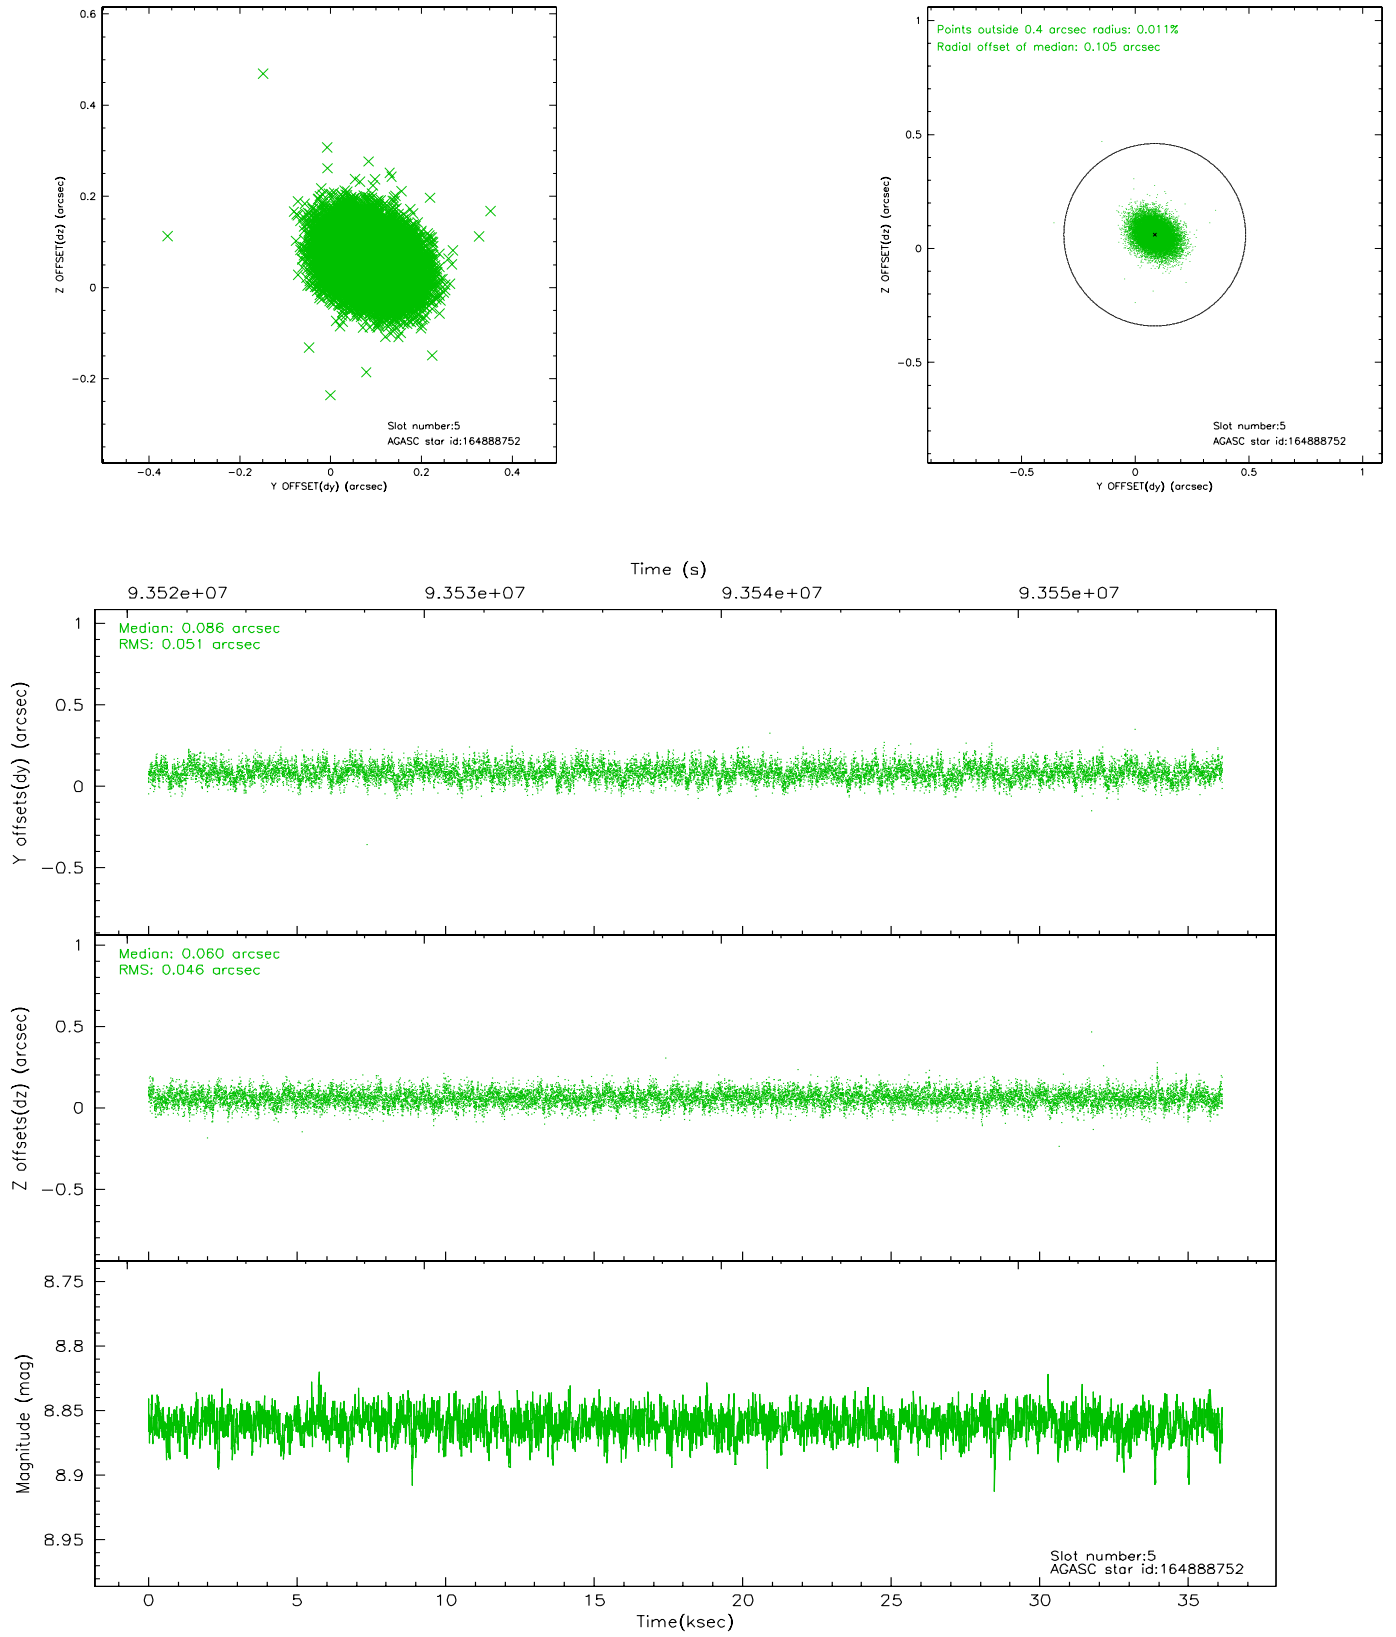 0.6
0.4
0.2
0
−0.2
Z OFFSET(dz) (arcsec)
−0.4
−0.2
0
0.2
0.4
Y OFFSET(dy) (arcsec)
Slot number:5
AGASC star id:164888752
Points outside 0.4 arcsec radius: 0.011%
Radial offset of median: 0.105 arcsec
1
0.5
0
−0.5
Z OFFSET(dz) (arcsec)
−0.5
0
0.5
1
Y OFFSET(dy) (arcsec)
Slot number:5
AGASC star id:164888752
Time (s)
9.352e+07
9.353e+07
9.354e+07
9.355e+07
Median: 0.086 arcsec
RMS: 0.051 arcsec
1
0.5
0
−0.5
Y offsets(dy) (arcsec)
Median: 0.060 arcsec
RMS: 0.046 arcsec
1
0.5
0
−0.5
Z offsets(dz) (arcsec)
8.75
8.8
8.85
8.9
8.95
Magnitude (mag)
Slot number:5
AGASC star id:164888752
0
5
10
15
20
25
30
35
Time(ksec)